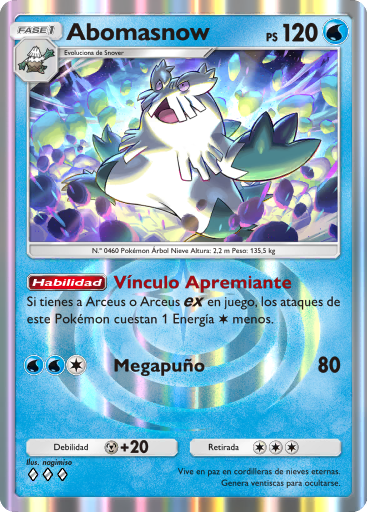 FASE 1
Abomasnow
PS 120
Evoluciona de Snover
N.º 0460 Pokémon Árbol Nieve Altura: 2,2 m Peso: 135,5 kg
Habilidad Vínculo Apremiante
Si tienes a Arceus o Arceus ex en juego, los ataques de
este Pokémon cuestan 1 Energía menos.
Megapuño 80
Debilidad +20 Retirada
Ilus. nagimiso
Vive en paz en cordilleras de nieves eternas.
Genera ventiscas para ocultarse.